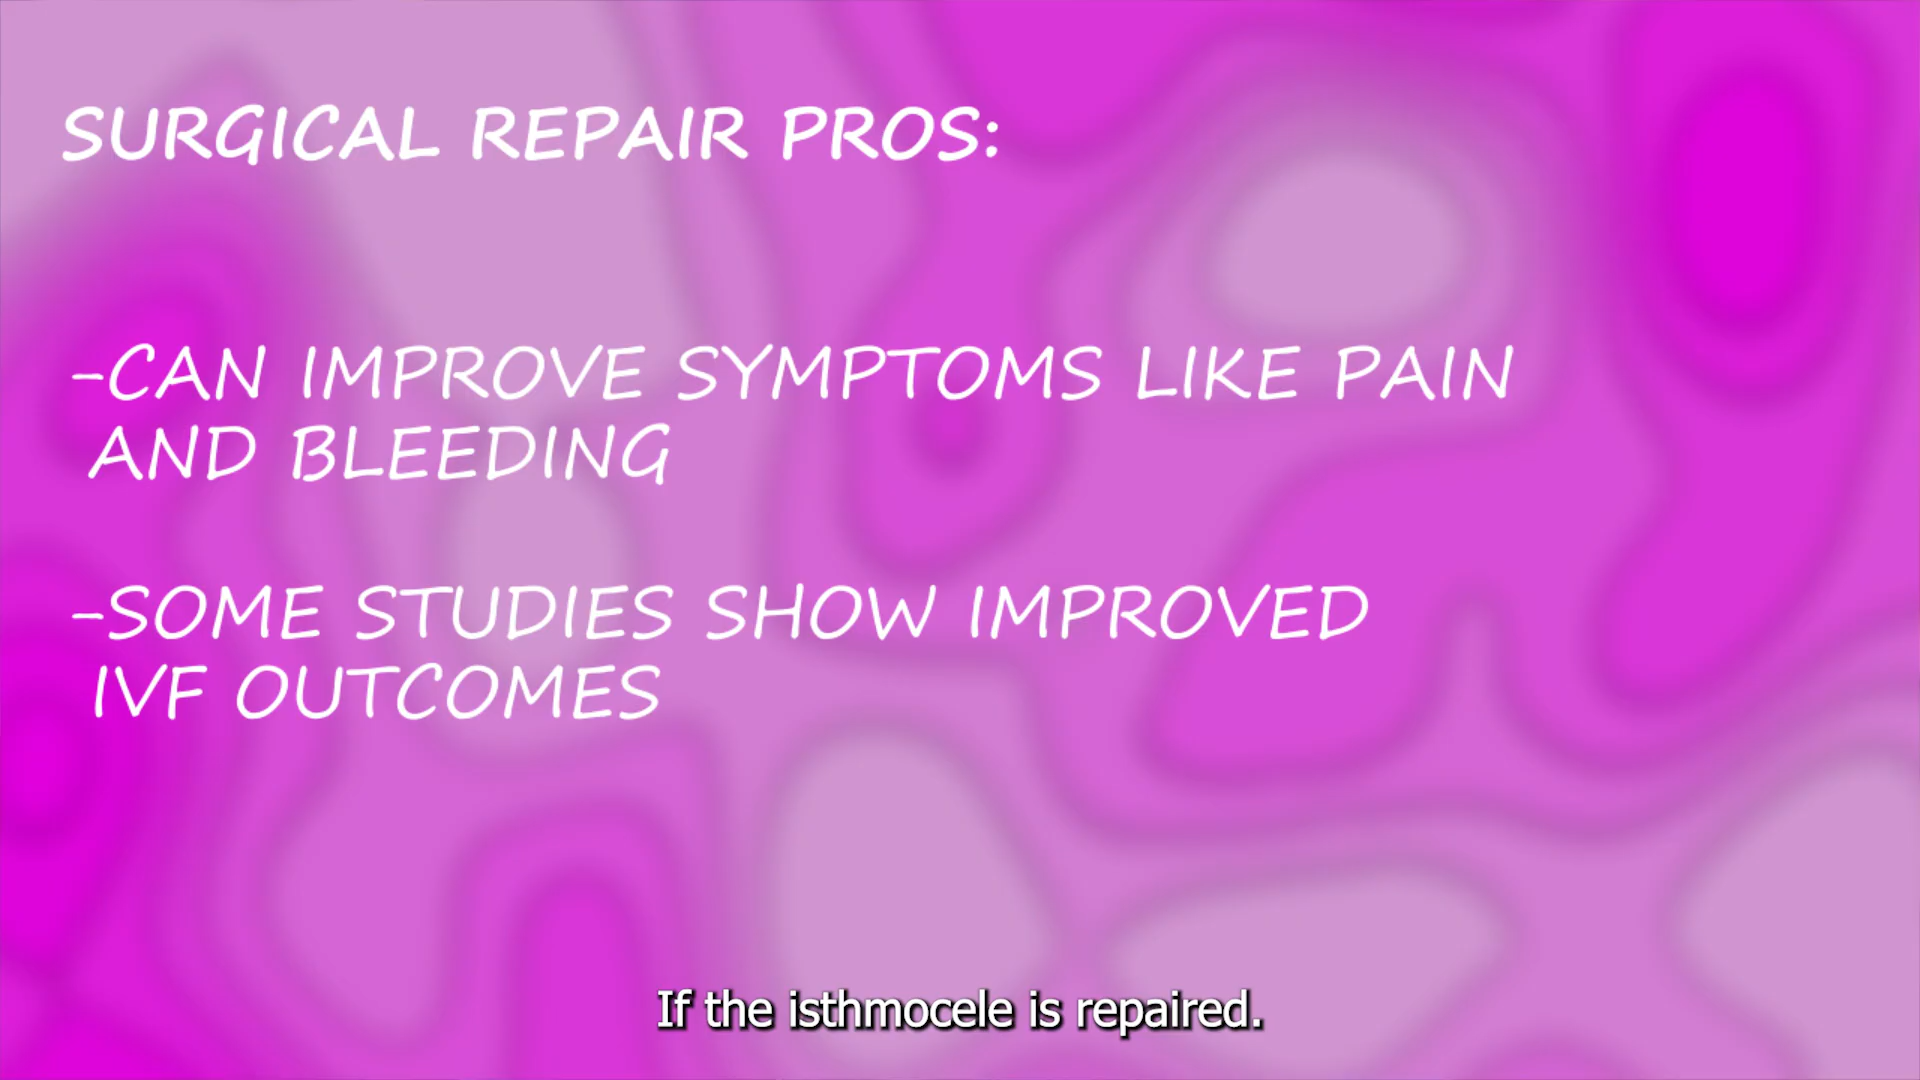 SURGICAL REPAIR PROS:
-CAN IMPROVE SYMPTOMS LIKE PAIN
AND BLEEDING
-SOME STUDIES SHOW IMPROVED
IVF OUTCOMES
If the isthmocele is repaired.